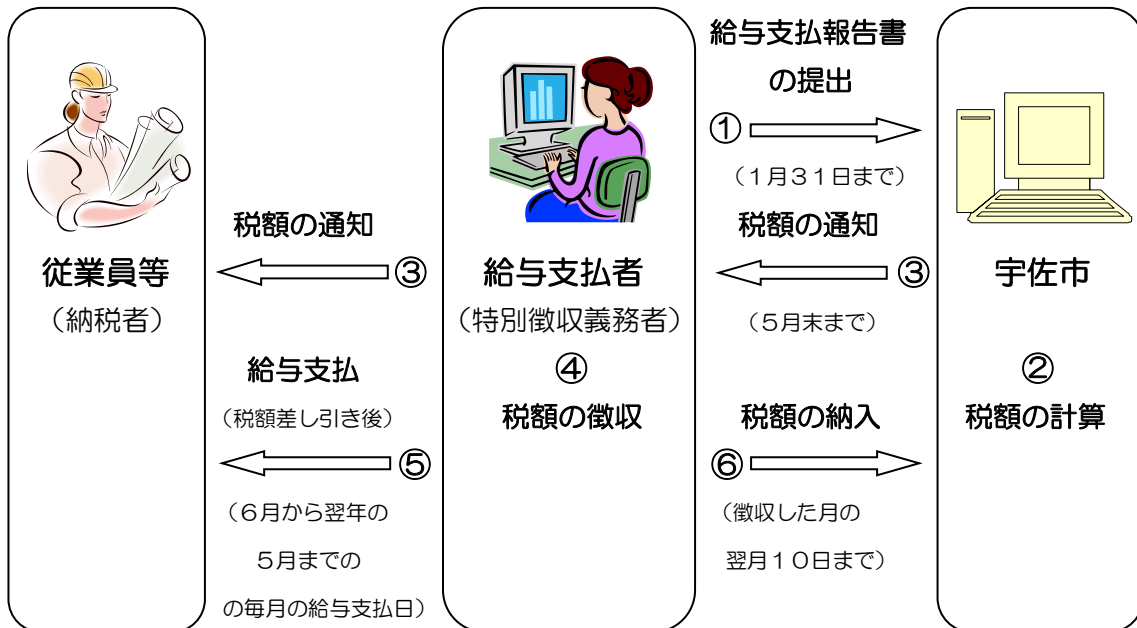 給与支払報告書
の提出
①
（１月３１日まで）
税額の通知
③
従業員等
（納税者）
給与支払者
（特別徴収義務者）
税額の通知
③
（５月末まで）
宇佐市
給与支払
（税額差し引き後）
⑤
（６月から翌年の
５月までの
の毎月の給与支払日）
④
税額の徴収
税額の納入
⑥
（徴収した月の
翌月１０日まで）
②
税額の計算